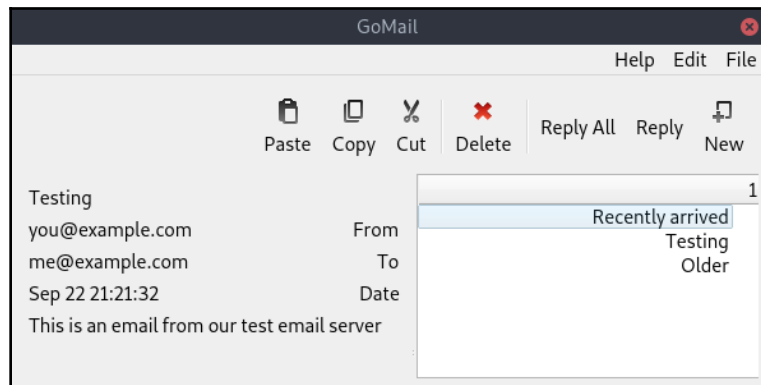 GoMail
Help Edit File
Paste Copy Cut Delete Reply All Reply New
Testing
you@example.com From
me@example.com To
Sep 22 21:21:32 Date
This is an email from our test email server
1
Recently arrived
Testing
Older